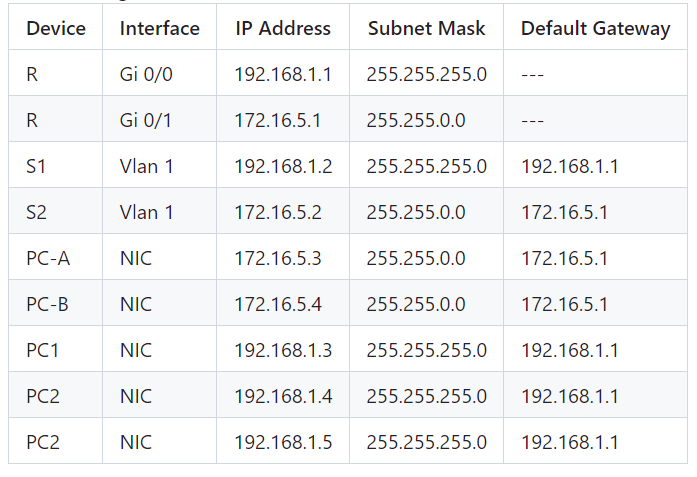 Device Interface IP Address Subnet Mask Default Gateway
R Gi 0/0 192.168.1.1 255.255.255.0 ---
R Gi 0/1 172.16.5.1 255.255.0.0 ---
S1 Vlan 1 192.168.1.2 255.255.255.0 192.168.1.1
S2 Vlan 1 172.16.5.2 255.255.0.0 172.16.5.1
PC-A NIC 172.16.5.3 255.255.0.0 172.16.5.1
PC-B NIC 172.16.5.4 255.255.0.0 172.16.5.1
PC1 NIC 192.168.1.3 255.255.255.0 192.168.1.1
PC2 NIC 192.168.1.4 255.255.255.0 192.168.1.1
PC2 NIC 192.168.1.5 255.255.255.0 192.168.1.1